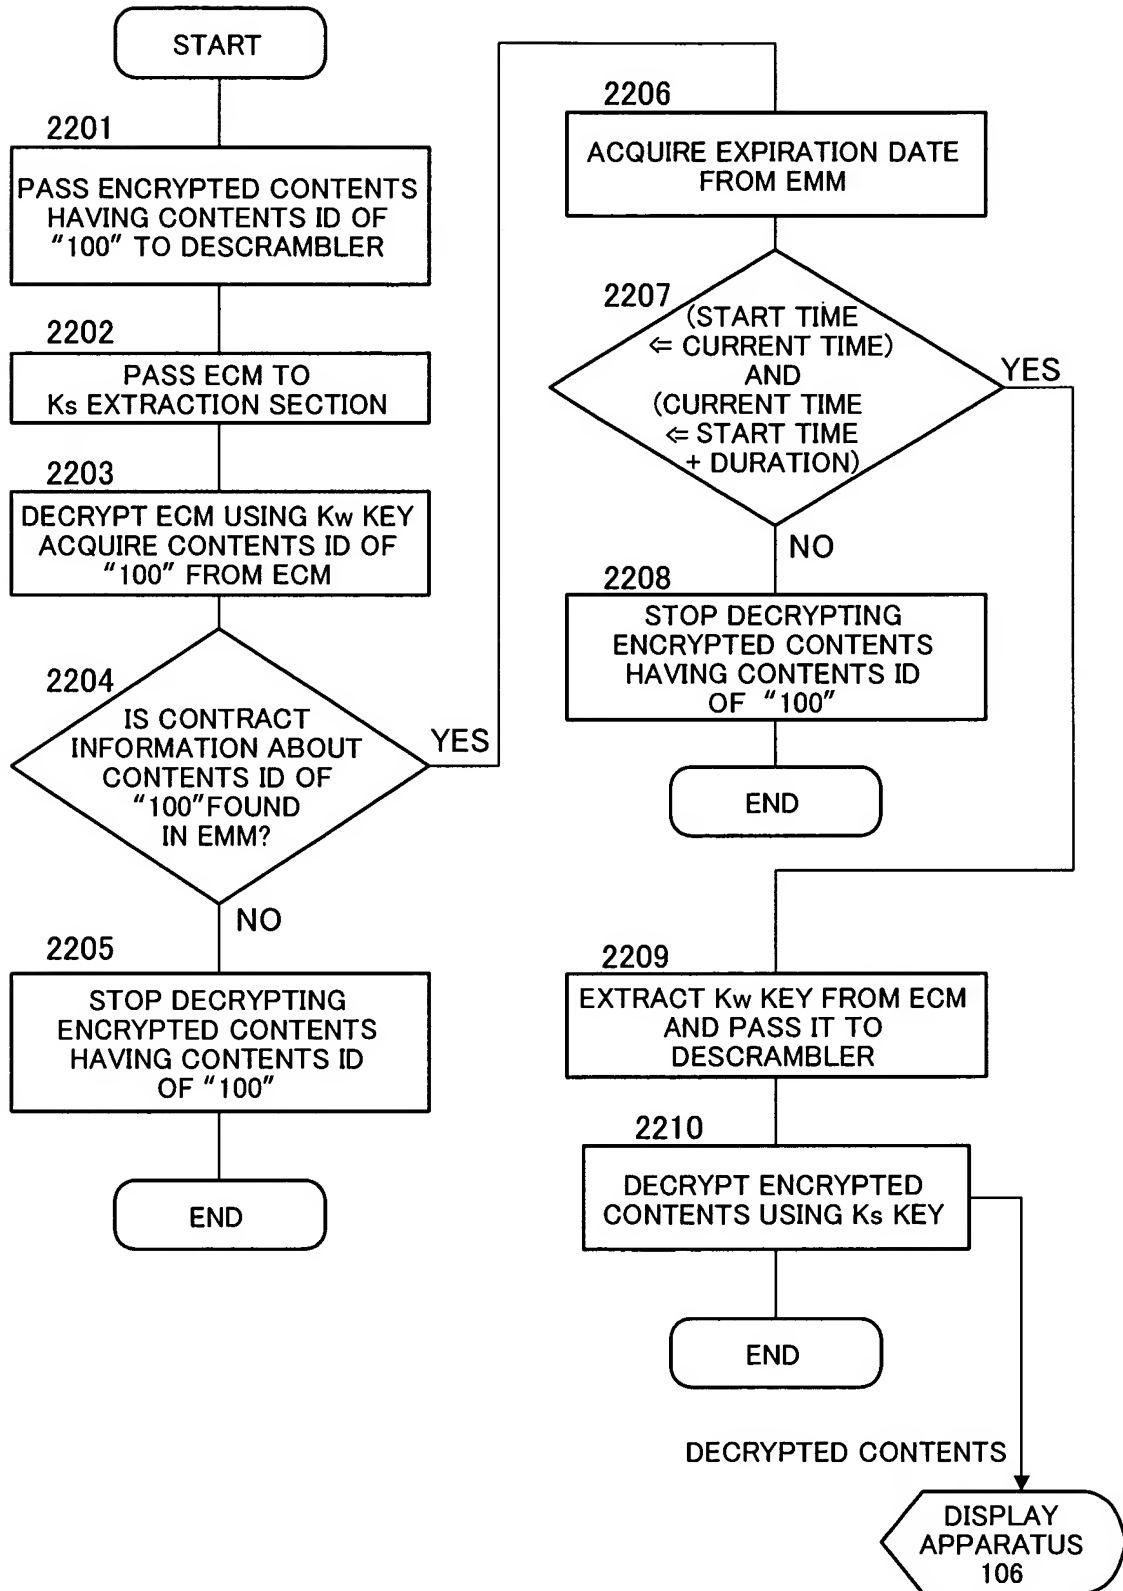 START
2201
PASS ENCRYPTED CONTENTS
HAVING CONTENTS ID OF
“100” TO DESCRAMBLER
2202
PASS ECM TO
Ks EXTRACTION SECTION
2203
DECRYPT ECM USING Kw KEY
ACQUIRE CONTENTS ID OF
“100” FROM ECM
2204
IS CONTRACT
INFORMATION ABOUT
CONTENTS ID OF
“100”FOUND
IN EMM?
YES
NO
2205
STOP DECRYPTING
ENCRYPTED CONTENTS
HAVING CONTENTS ID
OF “100”
END
2206
ACQUIRE EXPIRATION DATE
FROM EMM
2207
(START TIME
⇐ CURRENT TIME)
AND
(CURRENT TIME
⇐ START TIME
+ DURATION)
YES
NO
2208
STOP DECRYPTING
ENCRYPTED CONTENTS
HAVING CONTENTS ID
OF “100”
END
2209
EXTRACT Kw KEY FROM ECM
AND PASS IT TO
DESCRAMBLER
2210
DECRYPT ENCRYPTED
CONTENTS USING Ks KEY
END
DECRYPTED CONTENTS
DISPLAY
APPARATUS
106